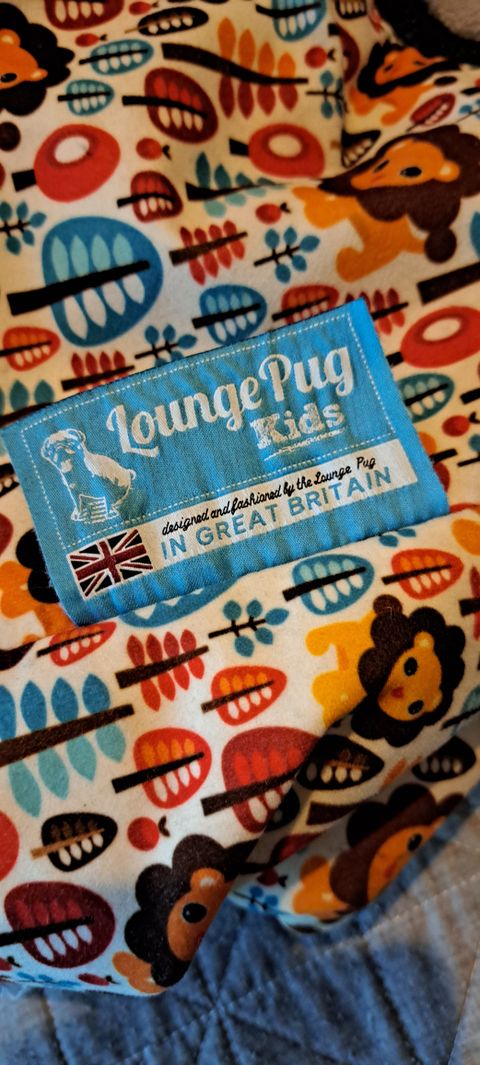 LoungePug
Kids
designed and fashioned by the Lounge Pug
IN GREAT BRITAIN